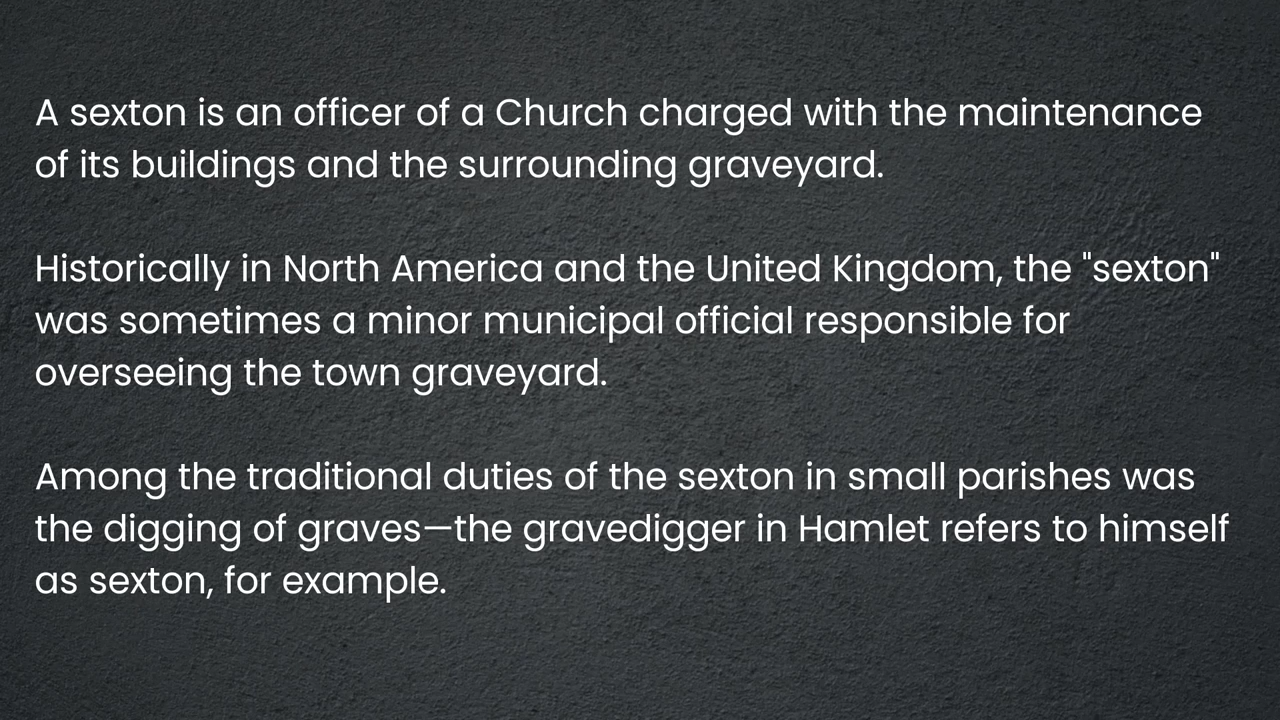 A sexton is an officer of a Church charged with the maintenance
of its buildings and the surrounding graveyard.
Historically in North America and the United Kingdom, the "sexton"
was sometimes a minor municipal official responsible for
overseeing the town graveyard.
Among the traditional duties of the sexton in small parishes was
the digging of graves—the gravedigger in Hamlet refers to himself
as sexton, for example.